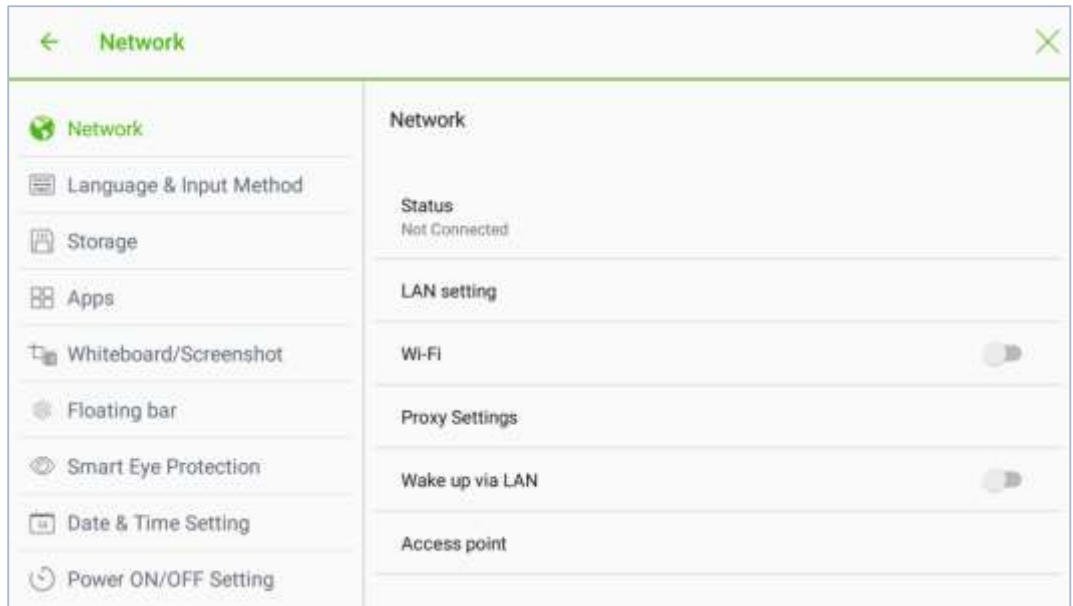 Network
Network
Language & Input Method
Storage
Apps
Whiteboard/Screenshot
Floating bar
Smart Eye Protection
Date & Time Setting
Power ON/OFF Setting
Network
Status
Not Connected
LAN setting
Wi-Fi
Proxy Settings
Wake up via LAN
Access point